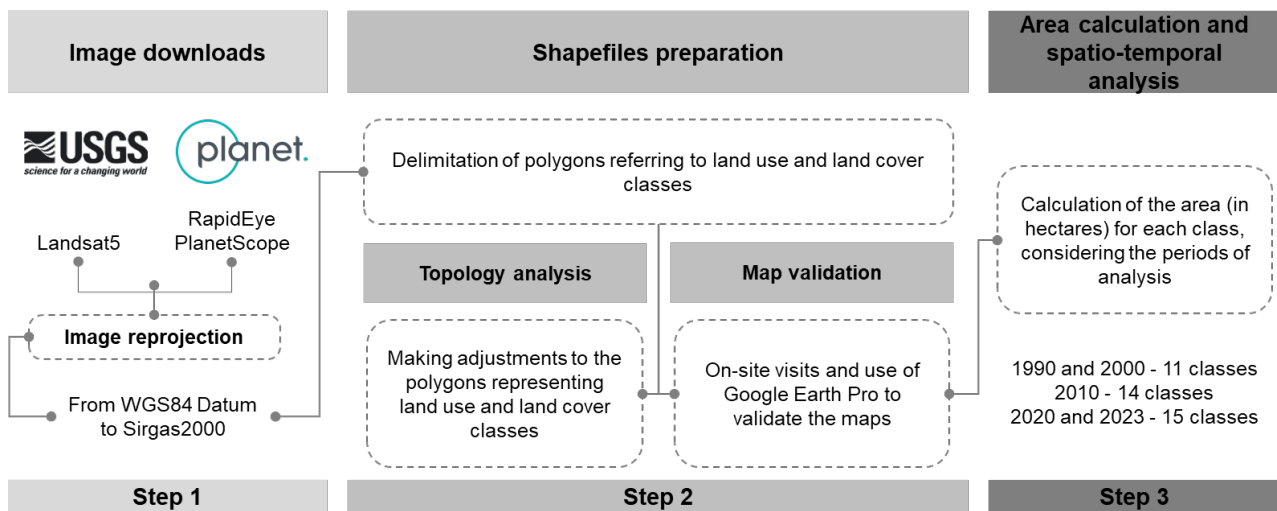 Image downloads
Shapefiles preparation
Area calculation and
spatio-temporal
analysis
USGS
science for a changing world
planet.
Landsat5
RapidEye
PlanetScope
Image reprojection
From WGS84 Datum
to Sirgas2000
Delimitation of polygons referring to land use and land cover
classes
Topology analysis
Map validation
Making adjustments to the
polygons representing
land use and land cover
classes
On-site visits and use of
Google Earth Pro to
validate the maps
Calculation of the area (in
hectares) for each class,
considering the periods of
analysis
1990 and 2000 - 11 classes
2010 - 14 classes
2020 and 2023 - 15 classes
Step 1
Step 2
Step 3